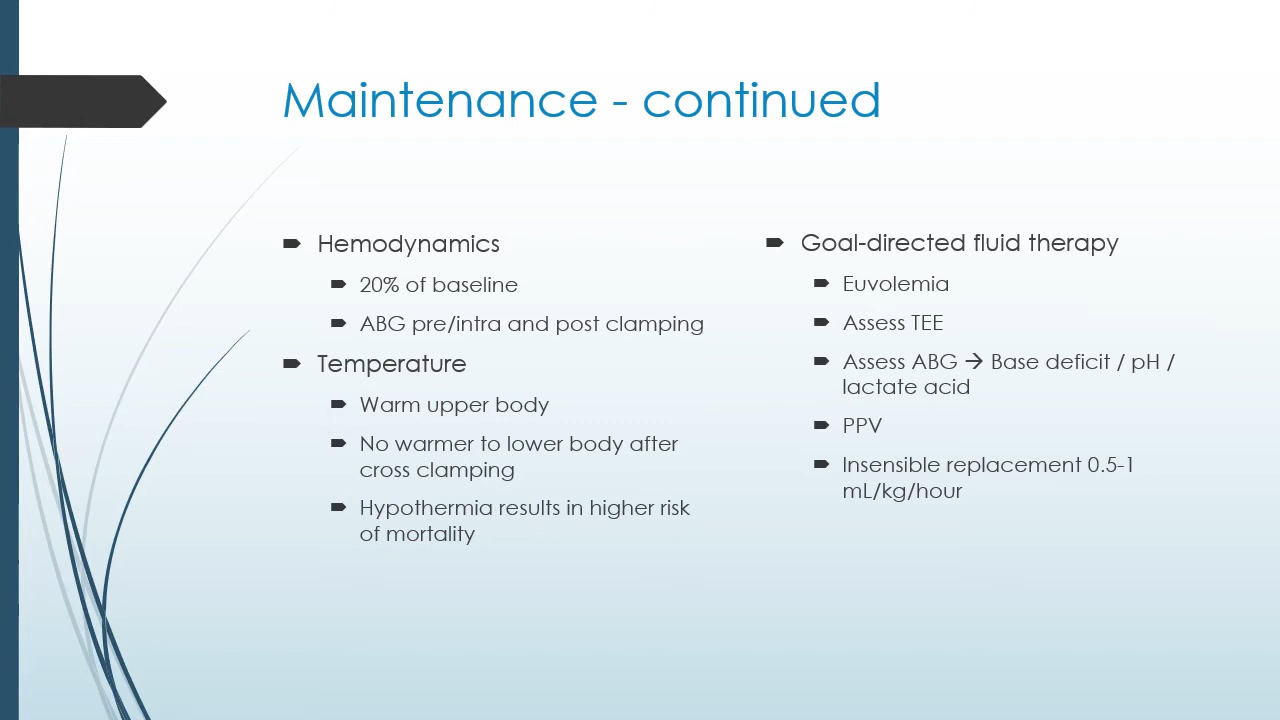 Maintenance - continued
Hemodynamics
20% of baseline
ABG pre/intra and post clamping
Temperature
Warm upper body
No warmer to lower body after
cross clamping
Hypothermia results in higher risk
of mortality
Goal-directed fluid therapy
Euvolemia
Assess TEE
Assess ABG → Base deficit / pH /
lactate acid
PPV
Insensible replacement 0.5-1
mL/kg/hour